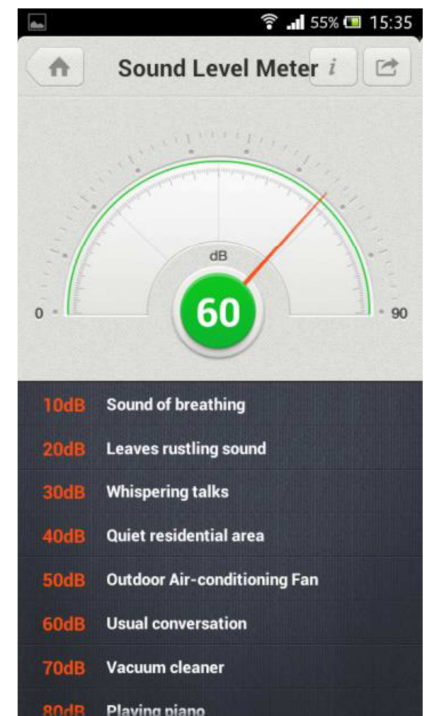 55% 15:35
Sound Level Meter i
dB
60
0 90
10dB Sound of breathing
20dB Leaves rustling sound
30dB Whispering talks
40dB Quiet residential area
50dB Outdoor Air-conditioning Fan
60dB Usual conversation
70dB Vacuum cleaner
80dB Playing piano